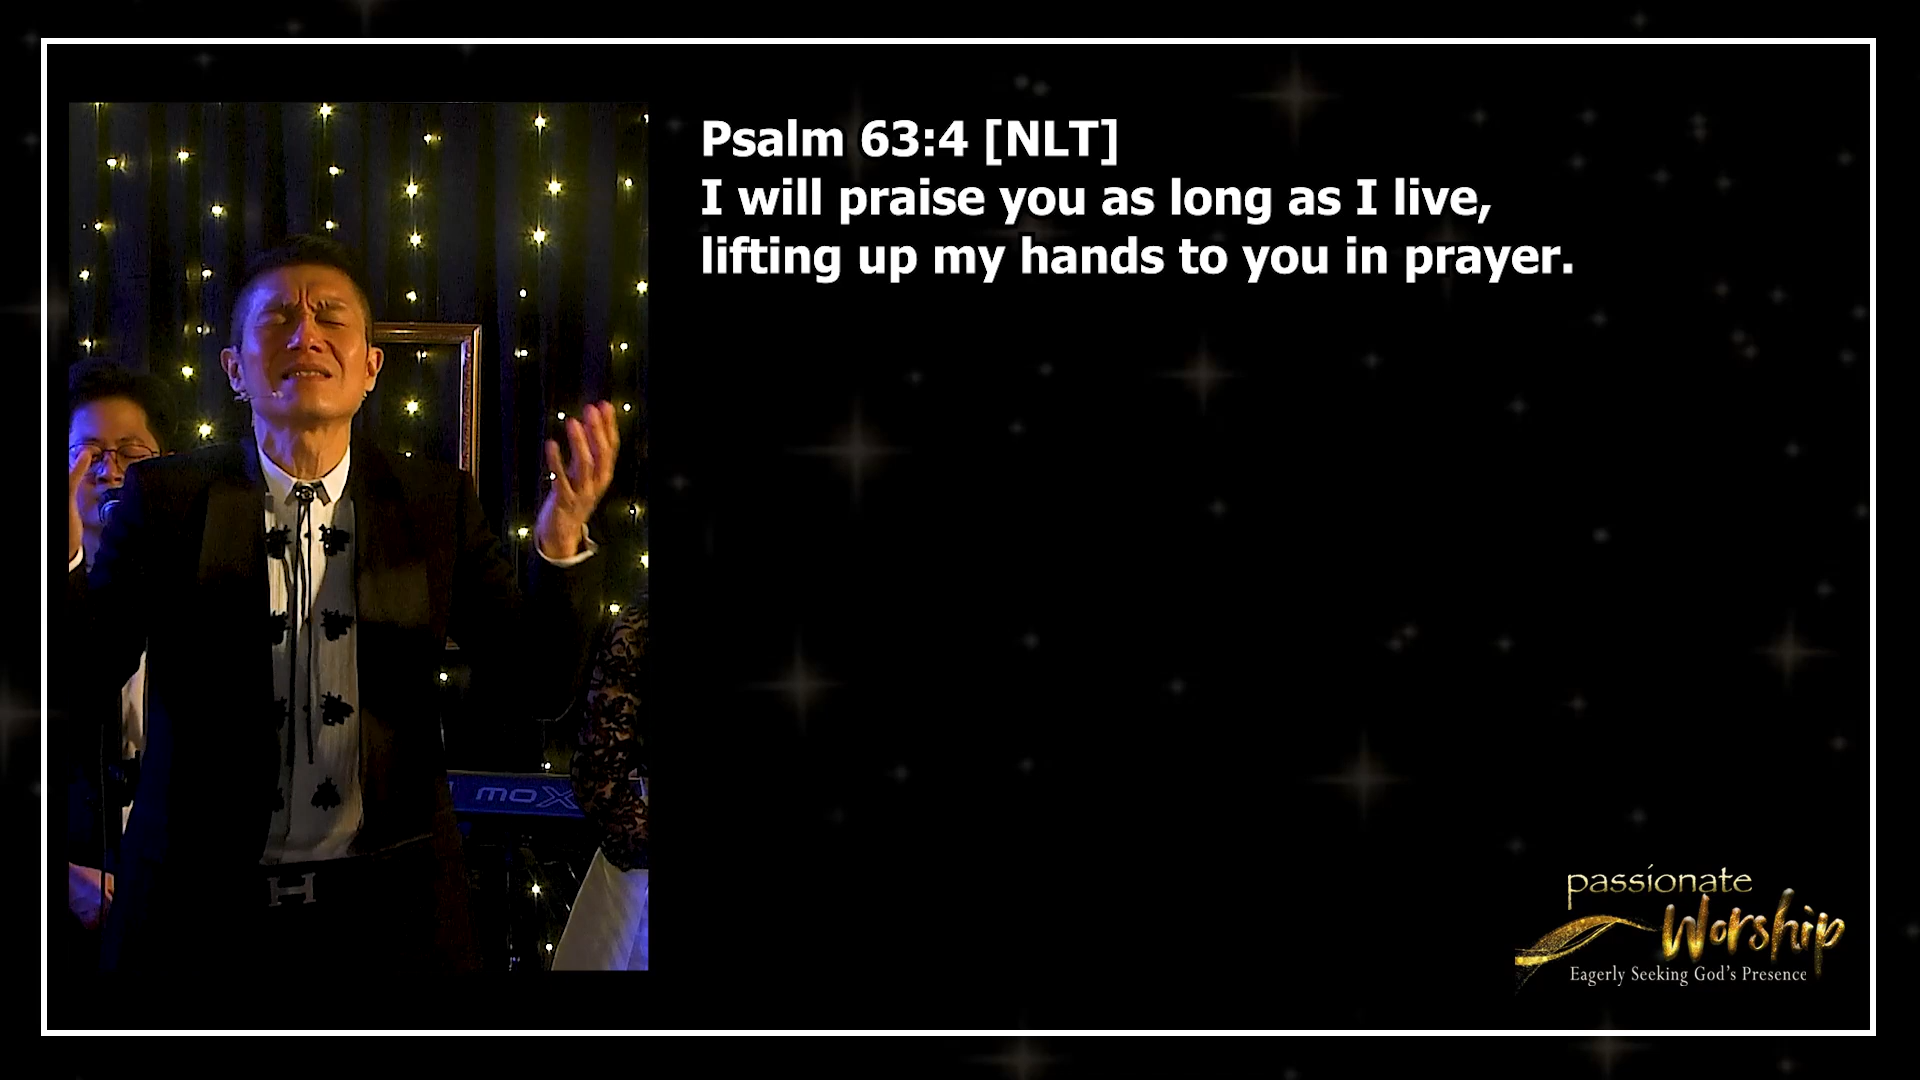 Psalm 63:4 [NLT]
I will praise you as long as I live,
lifting up my hands to you in prayer.
moX
H
passionate
Worship
Eagerly Seeking God's Presence